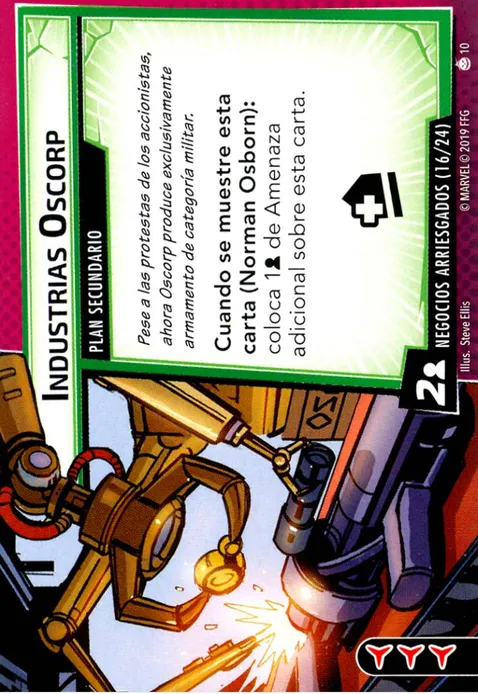 INDUSTRIAS OSCORP
PLAN SECUNDARIO
Pese a las protestas de los accionistas,
ahora Oscorp produce exclusivamente
armamento de categoría militar.
Cuando se muestre esta
carta (Norman Osborn):
coloca 1 de Amenaza
adicional sobre esta carta.
OZ
2
NEGOCIOS ARRIESGADOS (16/24)
Illus. Steve Ellis
© MARVEL © 2019 FFG
10